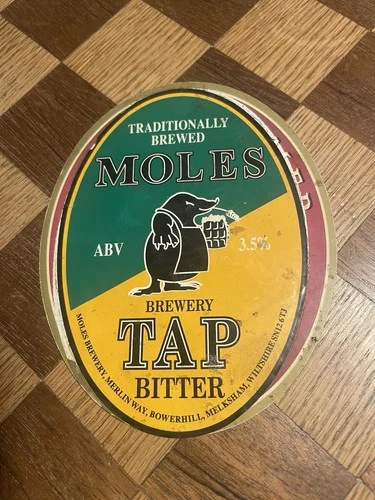 TRADITIONALLY
BREWED
MOLES
ABV 3.5%
BREWERY
TAP
BITTER
MOLES BREWERY, MERLIN WAY, BOWERHILL, MELKSHAM, WILTSHIRE SN12 6TJ